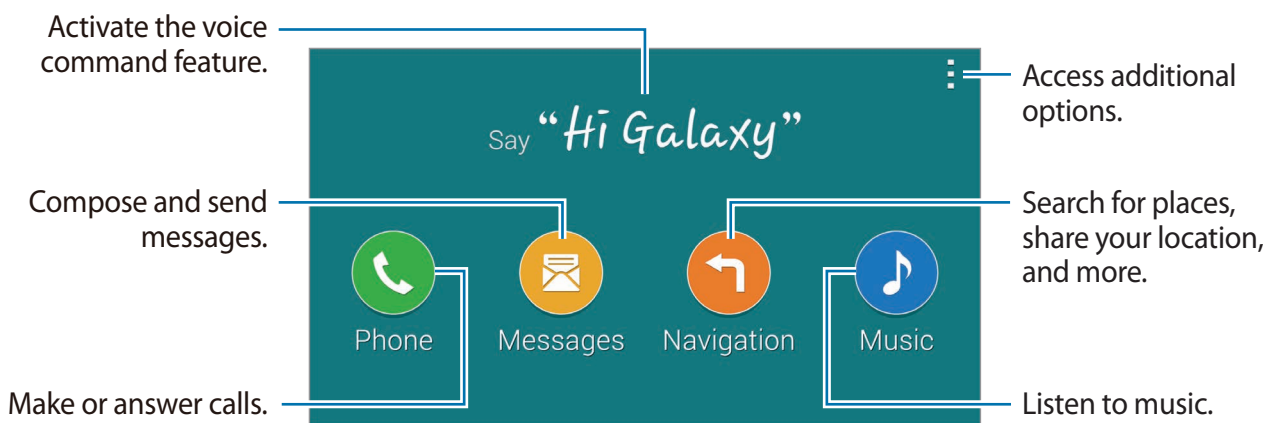 Activate the voice
command feature.
Access additional
options.
Say “Hi Galaxy”
Compose and send
messages.
Search for places,
share your location,
and more.
Phone
Messages
Navigation
Music
Make or answer calls.
Listen to music.